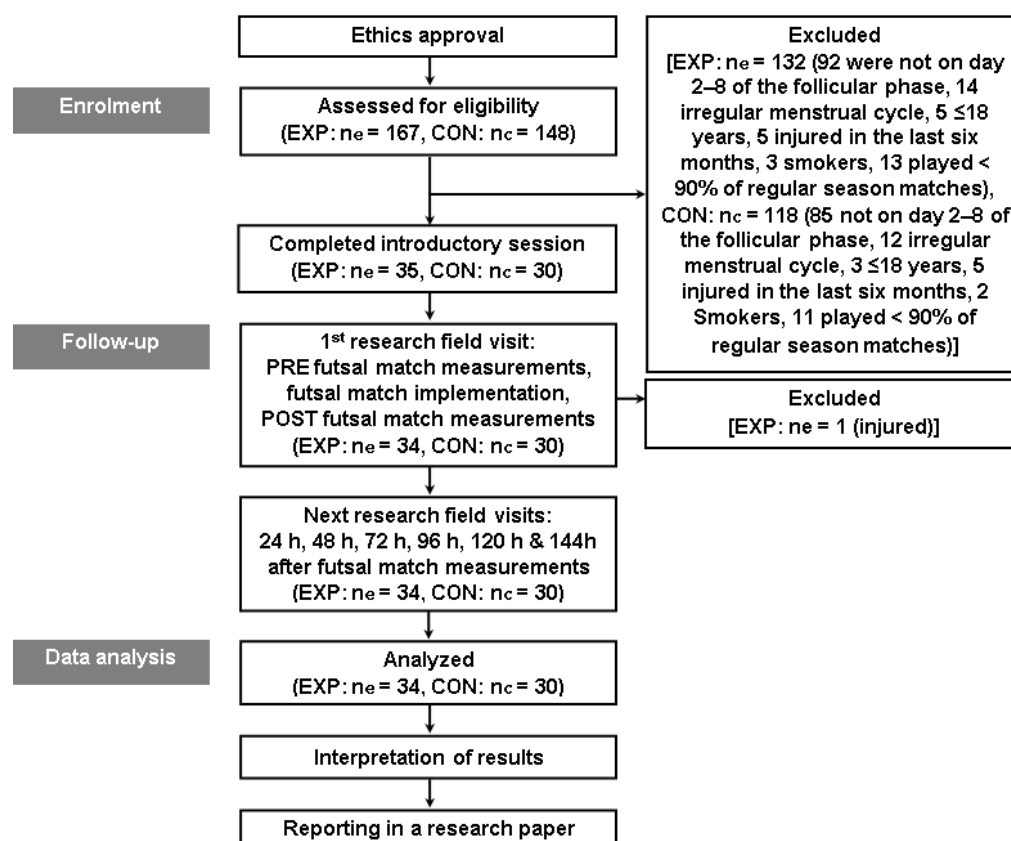 Ethics approval
Enrolment
Assessed for eligibility
(EXP: ne = 167, CON: nc = 148)
Excluded
[EXP: ne = 132 (92 were not on day
2–8 of the follicular phase, 14
irregular menstrual cycle, 5 ≤18
years, 5 injured in the last six
months, 3 smokers, 13 played <
90% of regular season matches),
CON: nc = 118 (85 not on day 2–8 of
the follicular phase, 12 irregular
menstrual cycle, 3 ≤18 years, 5
injured in the last six months, 2
Smokers, 11 played < 90% of
regular season matches)]
Completed introductory session
(EXP: ne = 35, CON: nc = 30)
Follow-up
1st research field visit:
PRE futsal match measurements,
futsal match implementation,
POST futsal match measurements
(EXP: ne = 34, CON: nc = 30)
Excluded
[EXP: ne = 1 (injured)]
Next research field visits:
24 h, 48 h, 72 h, 96 h, 120 h & 144h
after futsal match measurements
(EXP: ne = 34, CON: nc = 30)
Data analysis
Analyzed
(EXP: ne = 34, CON: nc = 30)
Interpretation of results
Reporting in a research paper